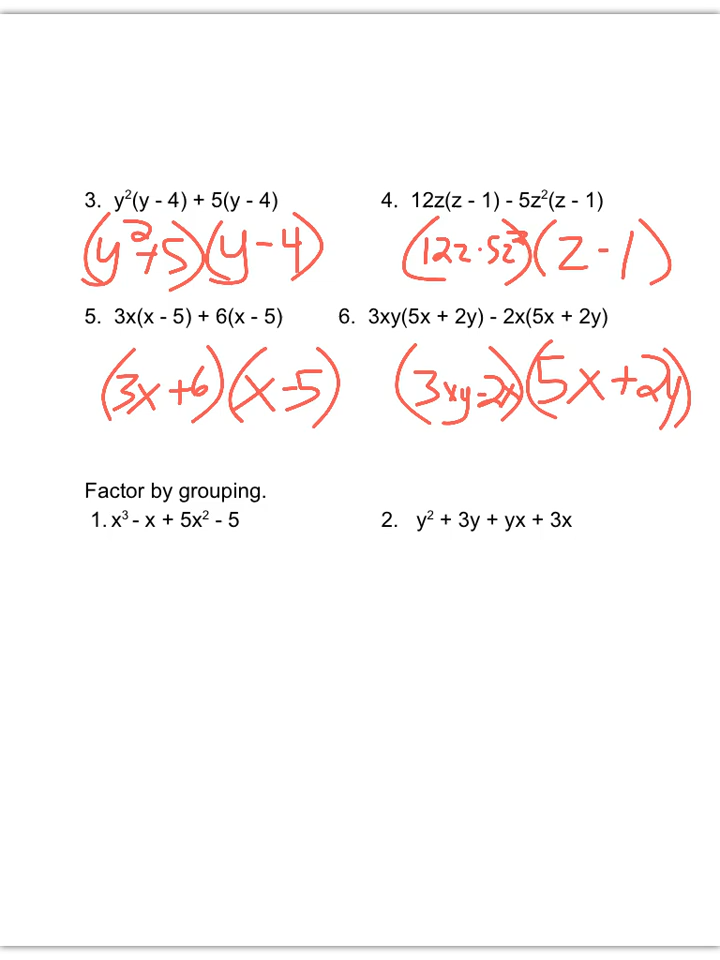 3. y²(y - 4) + 5(y - 4) 4. 12z(z - 1) - 5z²(z - 1)
(y²+5)(y-4) (12z·5z²)(z-1)
5. 3x(x - 5) + 6(x - 5) 6. 3xy(5x + 2y) - 2x(5x + 2y)
(3x+6)(x-5) (3xy-2x)(5x+2y)
Factor by grouping.
1. x³ - x + 5x² - 5 2. y² + 3y + yx + 3x